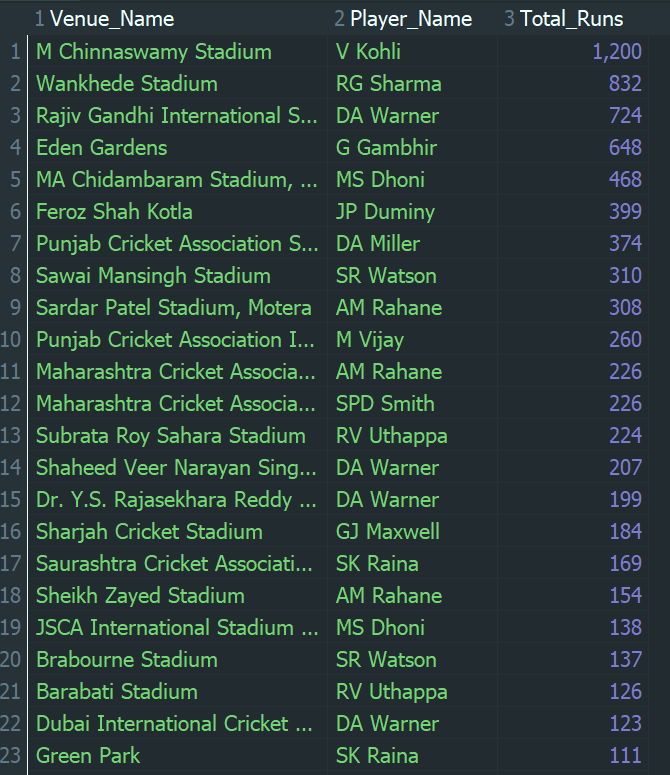 1 Venue_Name 2 Player_Name 3 Total_Runs
1 M Chinnaswamy Stadium V Kohli 1,200
2 Wankhede Stadium RG Sharma 832
3 Rajiv Gandhi International S... DA Warner 724
4 Eden Gardens G Gambhir 648
5 MA Chidambaram Stadium, ... MS Dhoni 468
6 Feroz Shah Kotla JP Duminy 399
7 Punjab Cricket Association S... DA Miller 374
8 Sawai Mansingh Stadium SR Watson 310
9 Sardar Patel Stadium, Motera AM Rahane 308
10 Punjab Cricket Association I... M Vijay 260
11 Maharashtra Cricket Associa... AM Rahane 226
12 Maharashtra Cricket Associa... SPD Smith 226
13 Subrata Roy Sahara Stadium RV Uthappa 224
14 Shaheed Veer Narayan Sing... DA Warner 207
15 Dr. Y.S. Rajasekhara Reddy ... DA Warner 199
16 Sharjah Cricket Stadium GJ Maxwell 184
17 Saurashtra Cricket Associati... SK Raina 169
18 Sheikh Zayed Stadium AM Rahane 154
19 JSCA International Stadium ... MS Dhoni 138
20 Brabourne Stadium SR Watson 137
21 Barabati Stadium RV Uthappa 126
22 Dubai International Cricket ... DA Warner 123
23 Green Park SK Raina 111